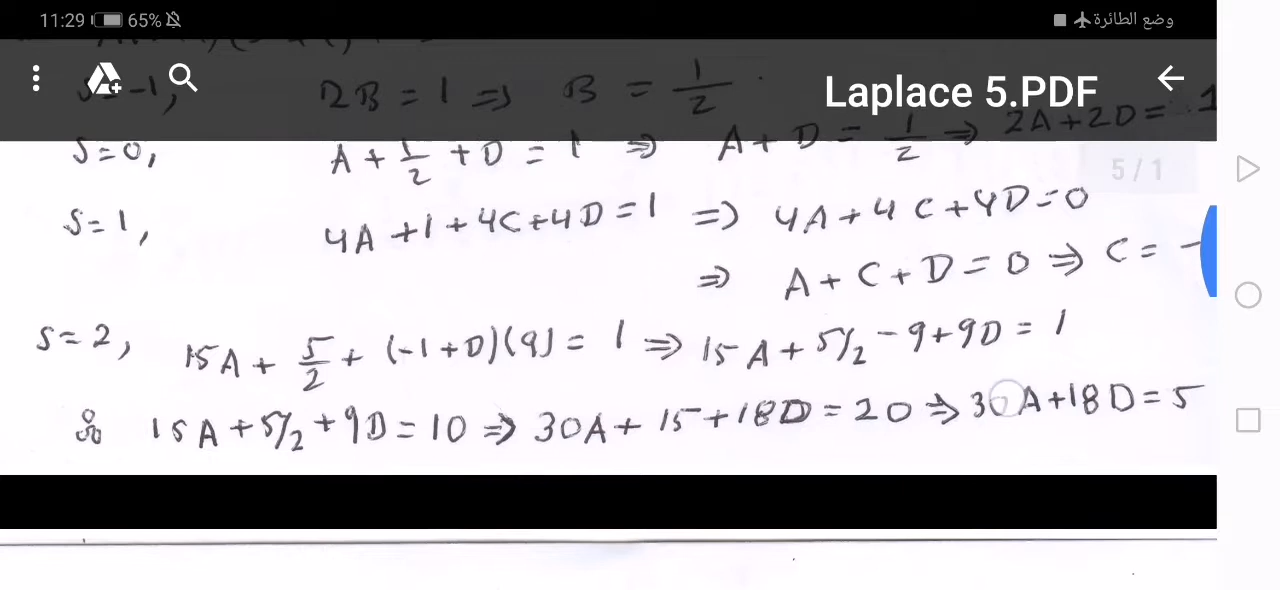 11:29 65% وضع الطائرة
Laplace 5.PDF
S=-1, 2B = 1 ⇒ B = 1/2
S=0, A + 1/2 + D = 1 ⇒ A + D = 1/2 ⇒ 2A+2D = 1
5 / 1
S=1, 4A +1 + 4C+4D = 1 ⇒ 4A + 4C + 4D = 0
⇒ A + C + D = 0 ⇒ C = -
S= 2, 15A + 5/2 + (-1+D)(9) = 1 ⇒ 15A + 5/2 - 9 + 9D = 1
∴ 15A + 5/2 + 9D = 10 ⇒ 30A + 15 + 18D = 20 ⇒ 30A+18D = 5